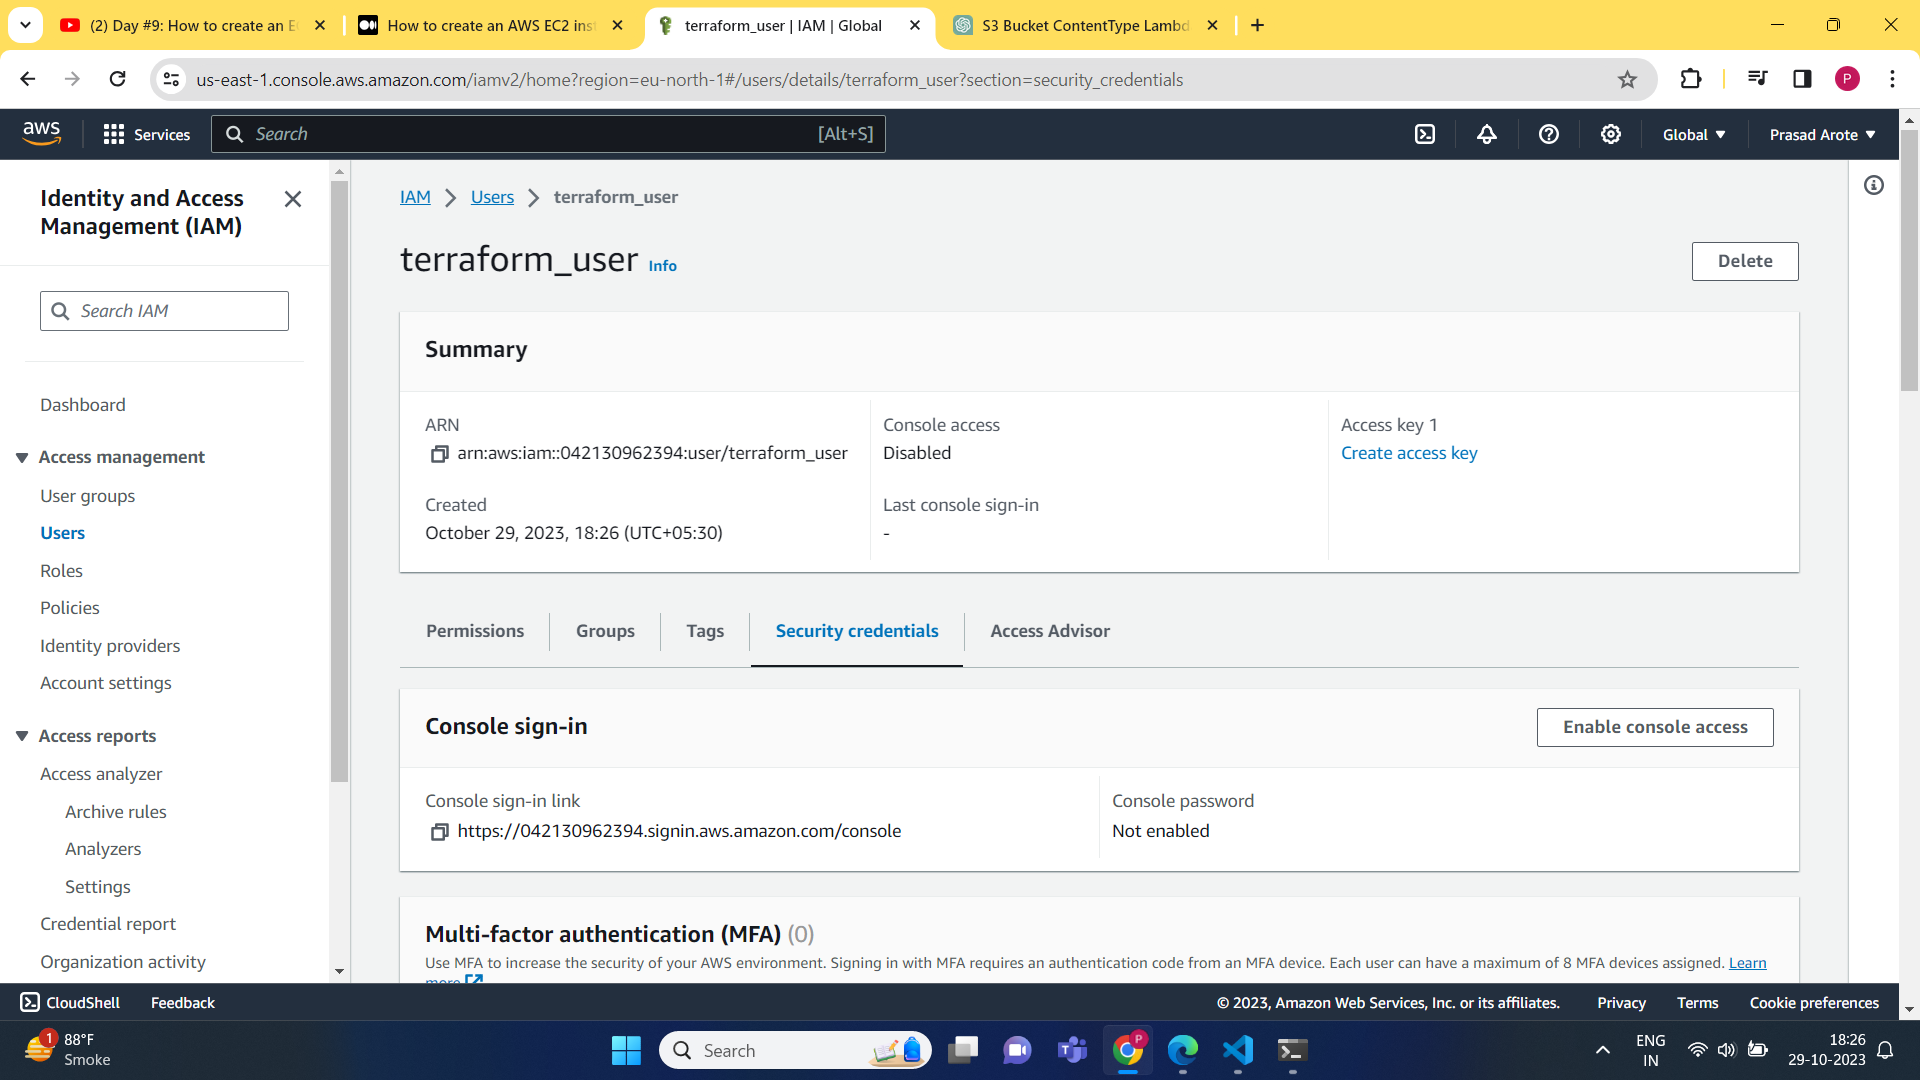 (2) Day #9: How to create an E
How to create an AWS EC2 inst
terraform_user | IAM | Global
S3 Bucket ContentType Lambd
us-east-1.console.aws.amazon.com/iamv2/home?region=eu-north-1#/users/details/terraform_user?section=security_credentials
P
aws
Services
Search
[Alt+S]
Global
Prasad Arote
Identity and Access
Management (IAM)
Search IAM
Dashboard
Access management
User groups
Users
Roles
Policies
Identity providers
Account settings
Access reports
Access analyzer
Archive rules
Analyzers
Settings
Credential report
Organization activity
IAM
Users
terraform_user
terraform_user Info
Delete
Summary
ARN
arn:aws:iam::042130962394:user/terraform_user
Created
October 29, 2023, 18:26 (UTC+05:30)
Console access
Disabled
Last console sign-in
-
Access key 1
Create access key
Permissions
Groups
Tags
Security credentials
Access Advisor
Console sign-in
Enable console access
Console sign-in link
https://042130962394.signin.aws.amazon.com/console
Console password
Not enabled
Multi-factor authentication (MFA) (0)
Use MFA to increase the security of your AWS environment. Signing in with MFA requires an authentication code from an MFA device. Each user can have a maximum of 8 MFA devices assigned. Learn
more
CloudShell
Feedback
© 2023, Amazon Web Services, Inc. or its affiliates.
Privacy
Terms
Cookie preferences
1
88°F
Smoke
Search
P
ENG
IN
18:26
29-10-2023